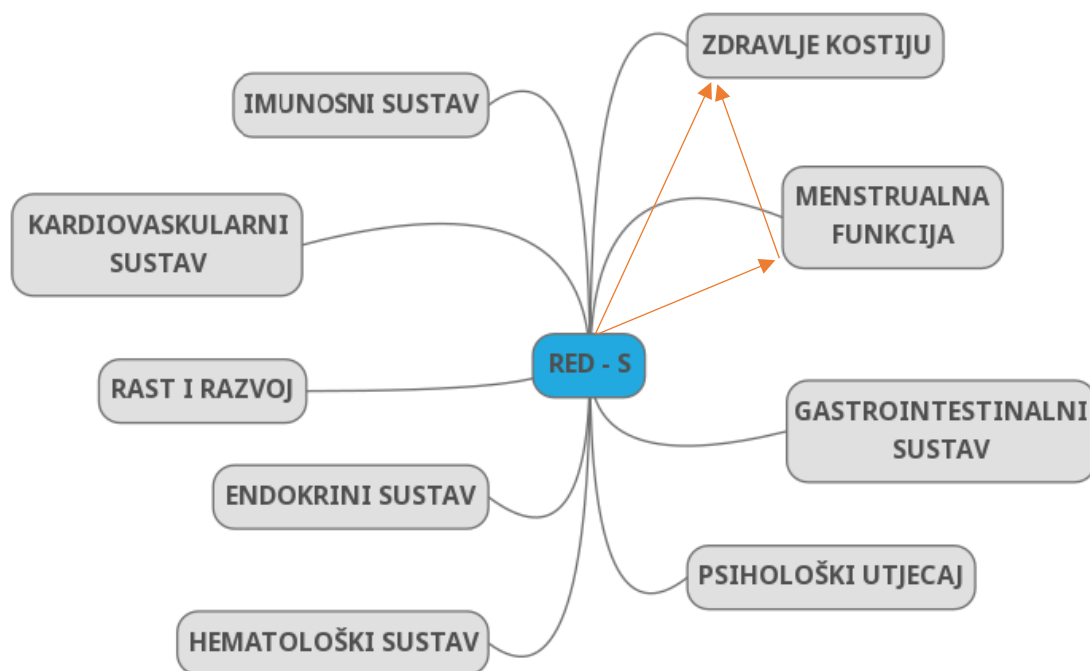 ZDRAVLJE KOSTIJU
IMUNOSNI SUSTAV
MENSTRUALNA
FUNKCIJA
KARDIOVASKULARNI
SUSTAV
RED - S
RAST I RAZVOJ
GASTROINTESTINALNI
SUSTAV
ENDOKRINI SUSTAV
PSIHOLOŠKI UTJECAJ
HEMATOLOŠKI SUSTAV